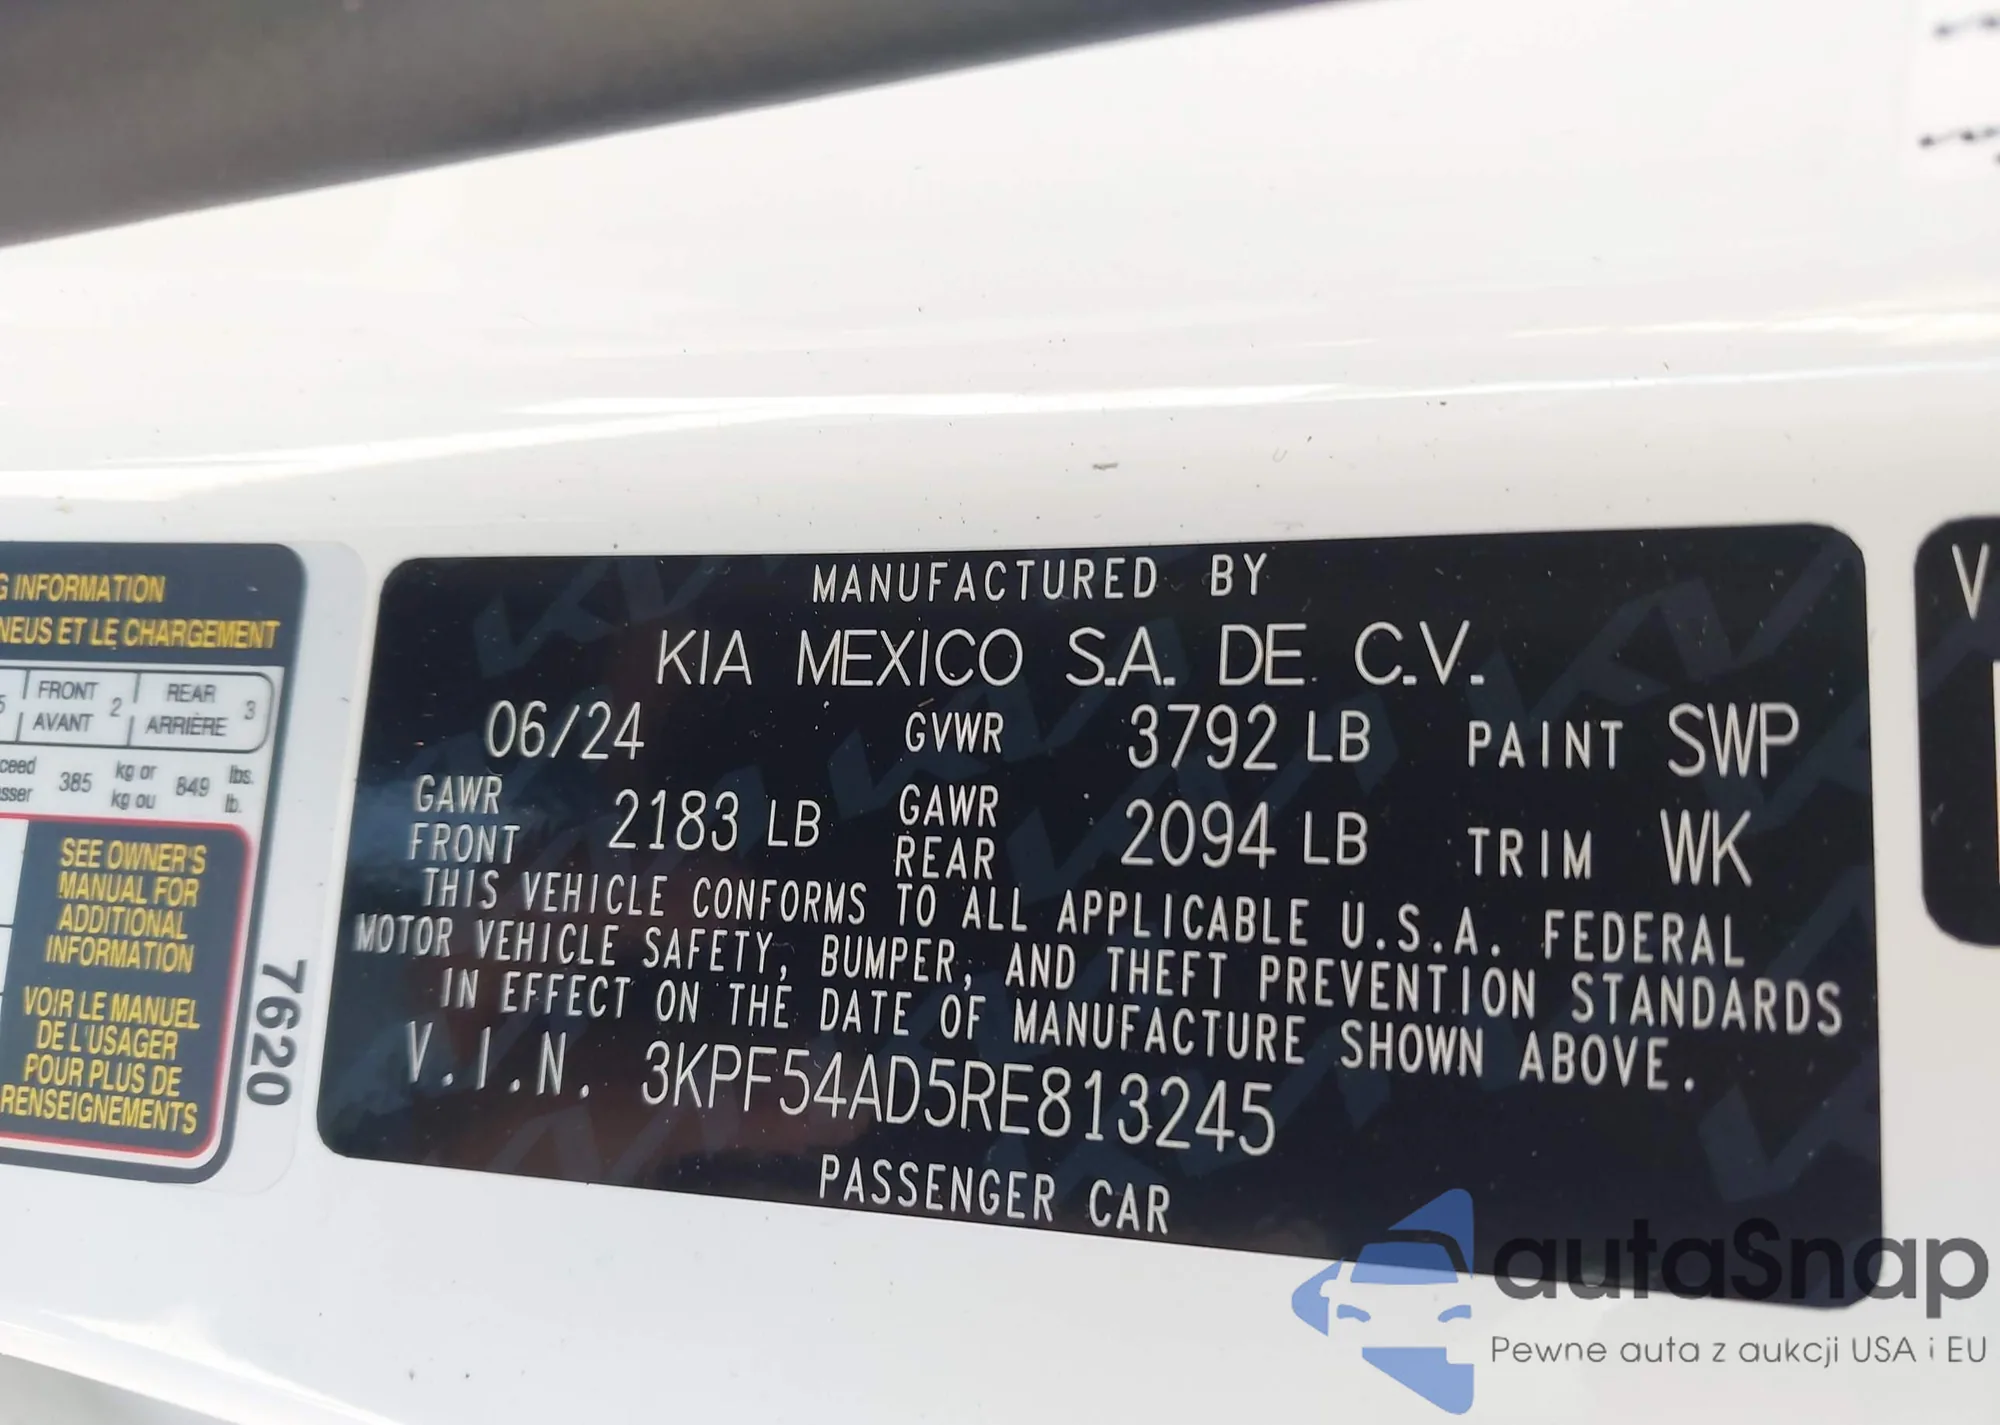 G INFORMATION
NEUS ET LE CHARGEMENT
5 FRONT AVANT 2 REAR ARRIÈRE 3
ceed
sser 385 kg or
kg ou 849 lbs.
lb.
SEE OWNER'S
MANUAL FOR
ADDITIONAL
INFORMATION
VOIR LE MANUEL
DE L'USAGER
POUR PLUS DE
RENSEIGNEMENTS
7620
MANUFACTURED BY
KIA MEXICO S.A. DE C.V.
06/24 GVWR 3792 LB PAINT SWP
GAWR FRONT 2183 LB GAWR REAR 2094 LB TRIM WK
THIS VEHICLE CONFORMS TO ALL APPLICABLE U.S.A. FEDERAL
MOTOR VEHICLE SAFETY, BUMPER, AND THEFT PREVENTION STANDARDS
IN EFFECT ON THE DATE OF MANUFACTURE SHOWN ABOVE.
V.I.N. 3KPF54AD5RE813245
PASSENGER CAR
V
autaSnap
Pewne auta z aukcji USA i EU